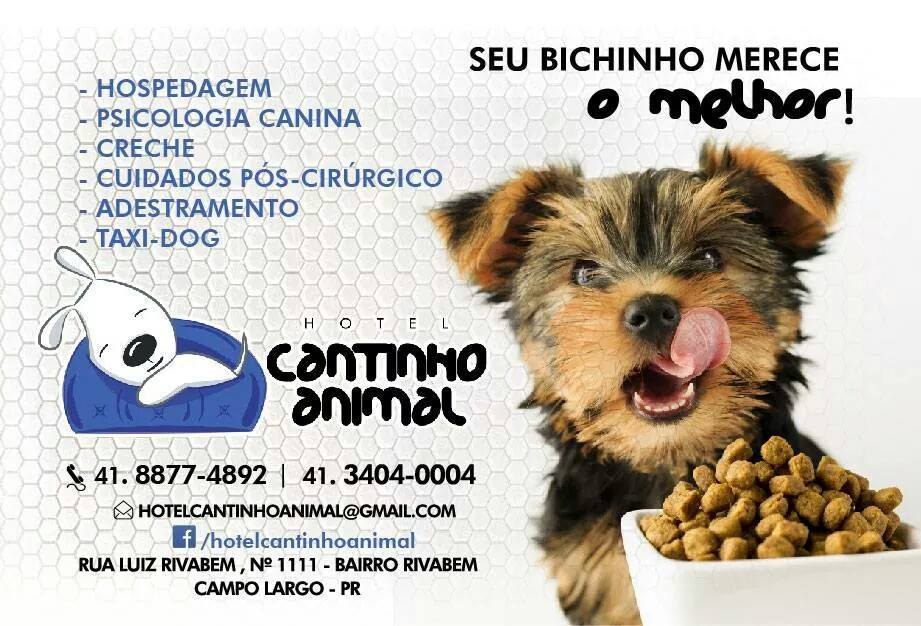 SEU BICHINHO MERECE
o melhor!
- HOSPEDAGEM
- PSICOLOGIA CANINA
- CRECHE
- CUIDADOS PÓS-CIRÚRGICO
- ADESTRAMENTO
- TAXI-DOG
HOTEL
CANTINHO
ANIMAL
41. 8877-4892 | 41. 3404-0004
HOTELCANTINHOANIMAL@GMAIL.COM
f /hotelcantinhoanimal
RUA LUIZ RIVABEM , Nº 1111 - BAIRRO RIVABEM
CAMPO LARGO - PR